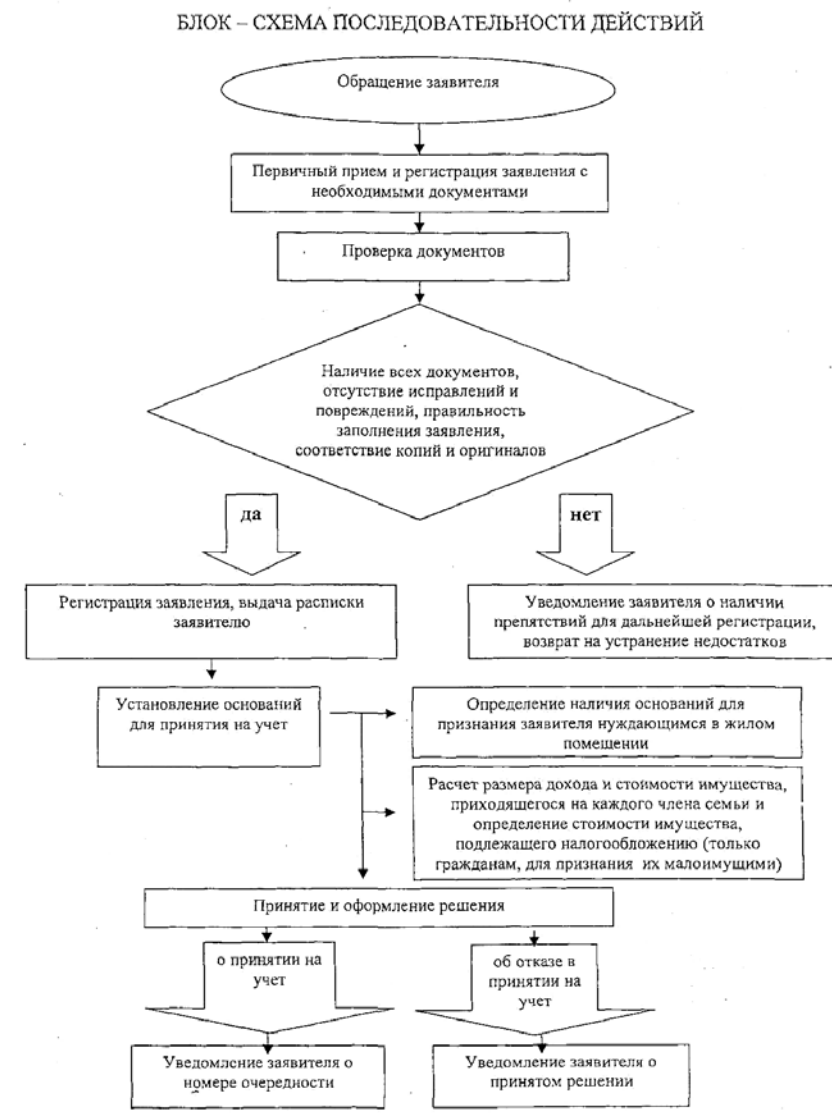 БЛОК – СХЕМА ПОСЛЕДОВАТЕЛЬНОСТИ ДЕЙСТВИЙ
Обращение заявителя
Первичный прием и регистрация заявления с
необходимыми документами
Проверка документов
Наличие всех документов,
отсутствие исправлений и
повреждений, правильность
заполнения заявления,
соответствие копий и оригиналов
да
нет
Регистрация заявления, выдача расписки
заявителю
Уведомление заявителя о наличии
препятствий для дальнейшей регистрации,
возврат на устранение недостатков
Установление оснований
для принятия на учет
Определение наличия оснований для
признания заявителя нуждающимся в жилом
помещении
Расчет размера дохода и стоимости имущества,
приходящегося на каждого члена семьи и
определение стоимости имущества,
подлежащего налогообложению (только
гражданам, для признания их малоимущими)
Принятие и оформление решения
о принятии на
учет
об отказе в
принятии на
учет
Уведомление заявителя о
номере очередности
Уведомление заявителя о
принятом решении